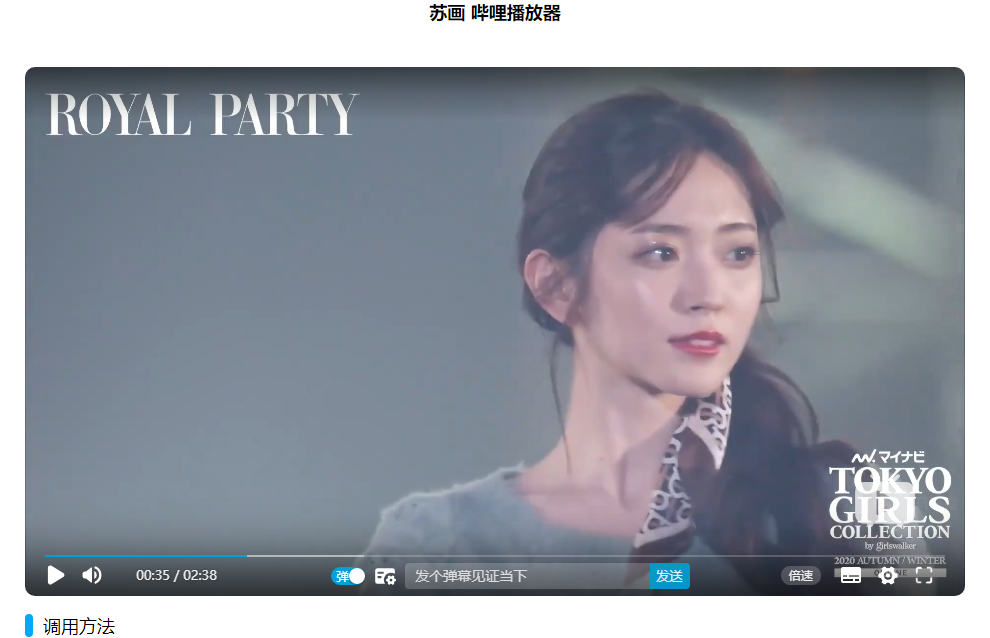 苏画 哔哩播放器
ROYAL PARTY
マイナビ
TOKYO
GIRLS
COLLECTION
by girlswalker
2020 AUTUMN / WINTER
00:35 / 02:38
弹
发个弹幕见证当下
发送
倍速
调用方法